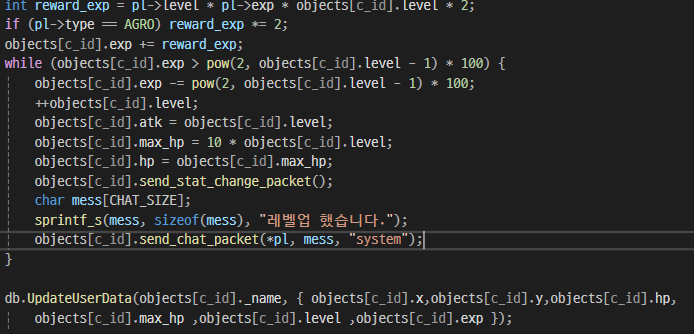 int reward_exp = pl->level * pl->exp * objects[c_id].level * 2;
if (pl->type == AGRO) reward_exp *= 2;
objects[c_id].exp += reward_exp;
while (objects[c_id].exp > pow(2, objects[c_id].level - 1) * 100) {
objects[c_id].exp -= pow(2, objects[c_id].level - 1) * 100;
++objects[c_id].level;
objects[c_id].atk = objects[c_id].level;
objects[c_id].max_hp = 10 * objects[c_id].level;
objects[c_id].hp = objects[c_id].max_hp;
objects[c_id].send_stat_change_packet();
char mess[CHAT_SIZE];
sprintf_s(mess, sizeof(mess), "레벨업 했습니다.");
objects[c_id].send_chat_packet(*pl, mess, "system");
}
db.UpdateUserData(objects[c_id]._name, { objects[c_id].x,objects[c_id].y,objects[c_id].hp,
objects[c_id].max_hp ,objects[c_id].level ,objects[c_id].exp });